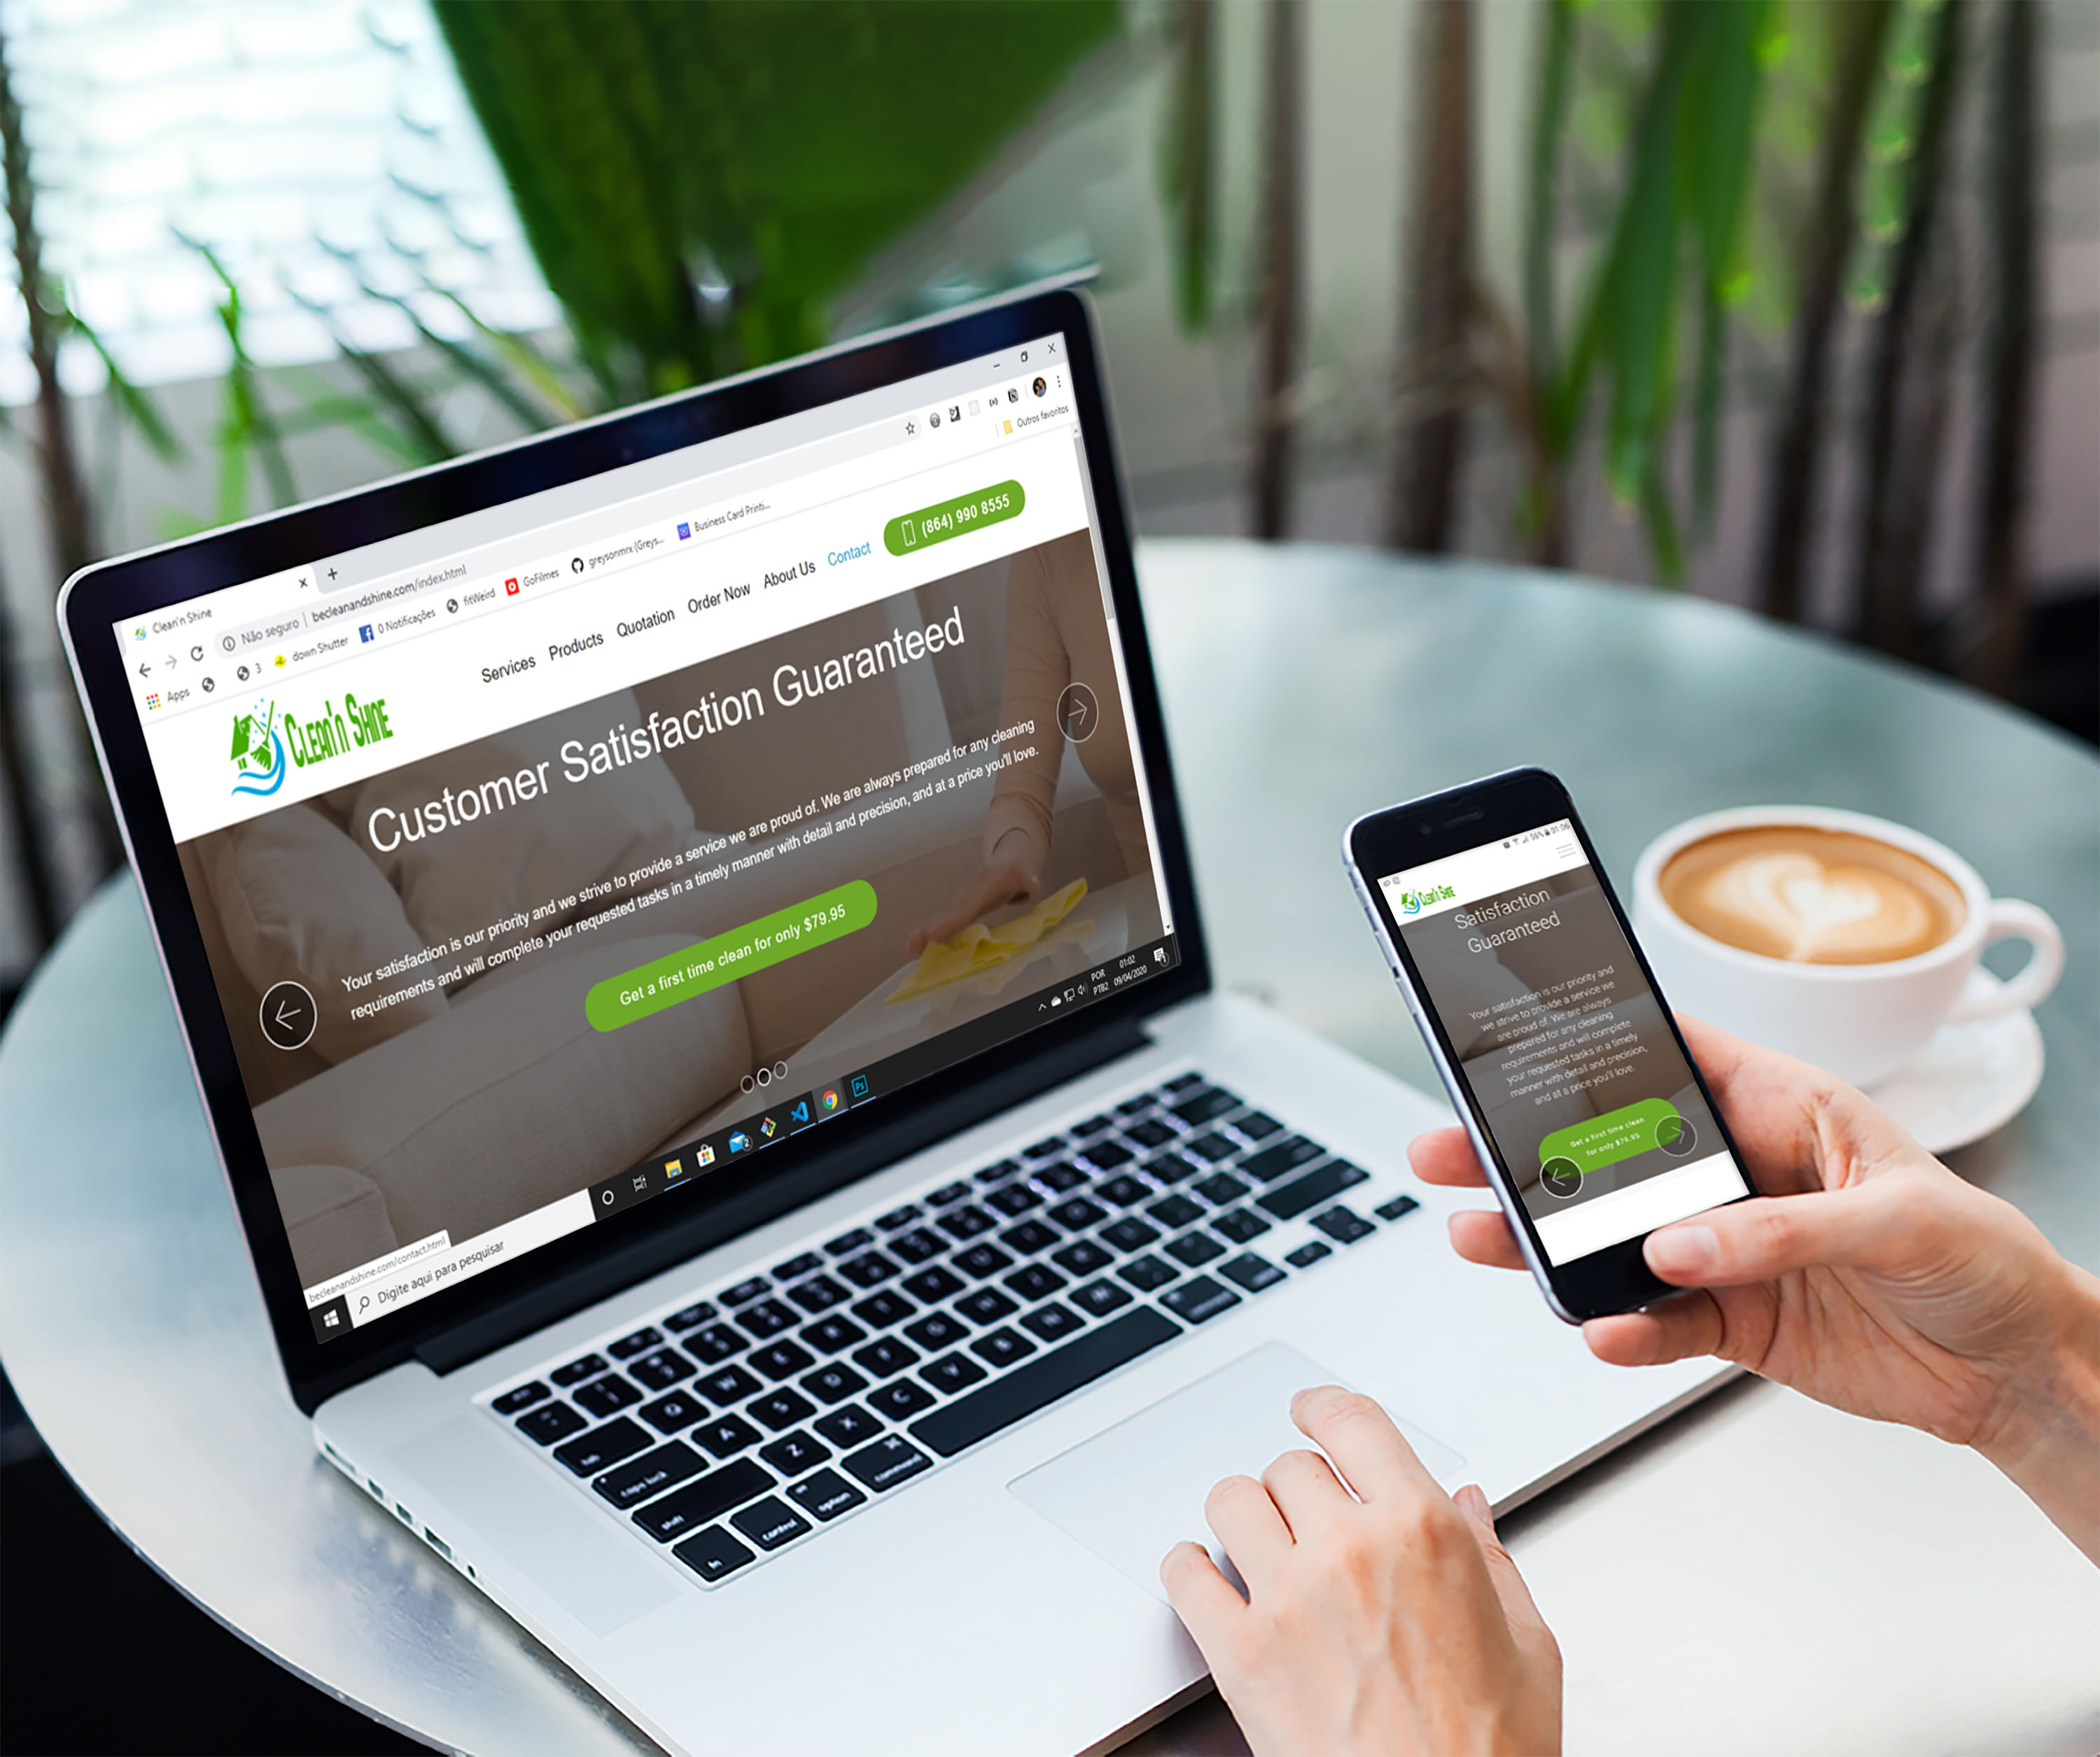 Clean'n Shine
Não seguro | becleanandshine.com/index.html
Apps
3
down Shutter
0 Notificações
fitWeird
GoFilmes
greysonmrx (Greys...
Business Card Printi...
Outros favoritos
CLEAN'N SHINE
Services
Products
Quotation
Order Now
About Us
Contact
(864) 990 8555
Customer Satisfaction Guaranteed
Your satisfaction is our priority and we strive to provide a service we are proud of. We are always prepared for any cleaning
requirements and will complete your requested tasks in a timely manner with detail and precision, and at a price you'll love.
Get a first time clean for only $79.95
becleanandshine.com/contact.html
Digite aqui para pesquisar
2
Ps
POR
PTB2
01:02
09/04/2020
1
tab
caps lock
shift
fn
control
option
command
W
A
S
D
Z
X
C
V
56% 01:06
CLEAN'N SHINE
Satisfaction
Guaranteed
Your satisfaction is our priority and
we strive to provide a service we
are proud of. We are always
prepared for any cleaning
requirements and will complete
your requested tasks in a timely
manner with detail and precision,
and at a price you'll love.
Get a first time clean
for only $79.95